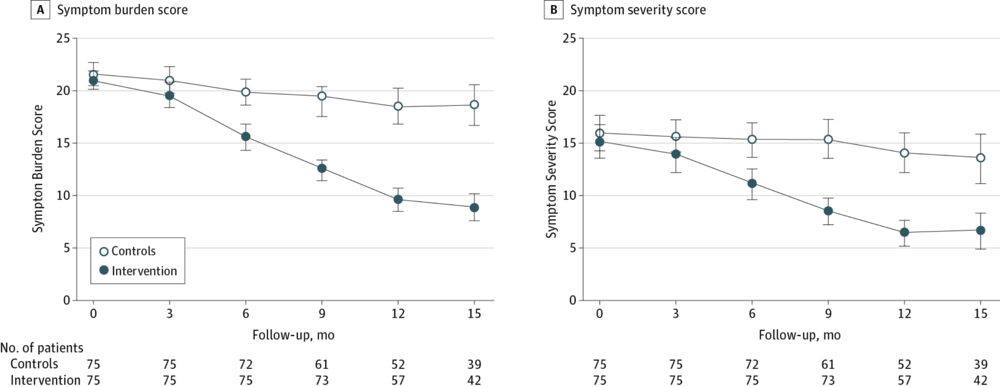 A Symptom burden score
25
20
15
10
5
0
Sympton Burden Score
Controls
Intervention
0 3 6 9 12 15
Follow-up, mo
B Symptom severity score
25
20
15
10
5
0
Symptom Severity Score
0 3 6 9 12 15
Follow-up, mo
No. of patients
Controls 75 75 72 61 52 39 75 75 72 61 52 39
Intervention 75 75 75 73 57 42 75 75 75 73 57 42